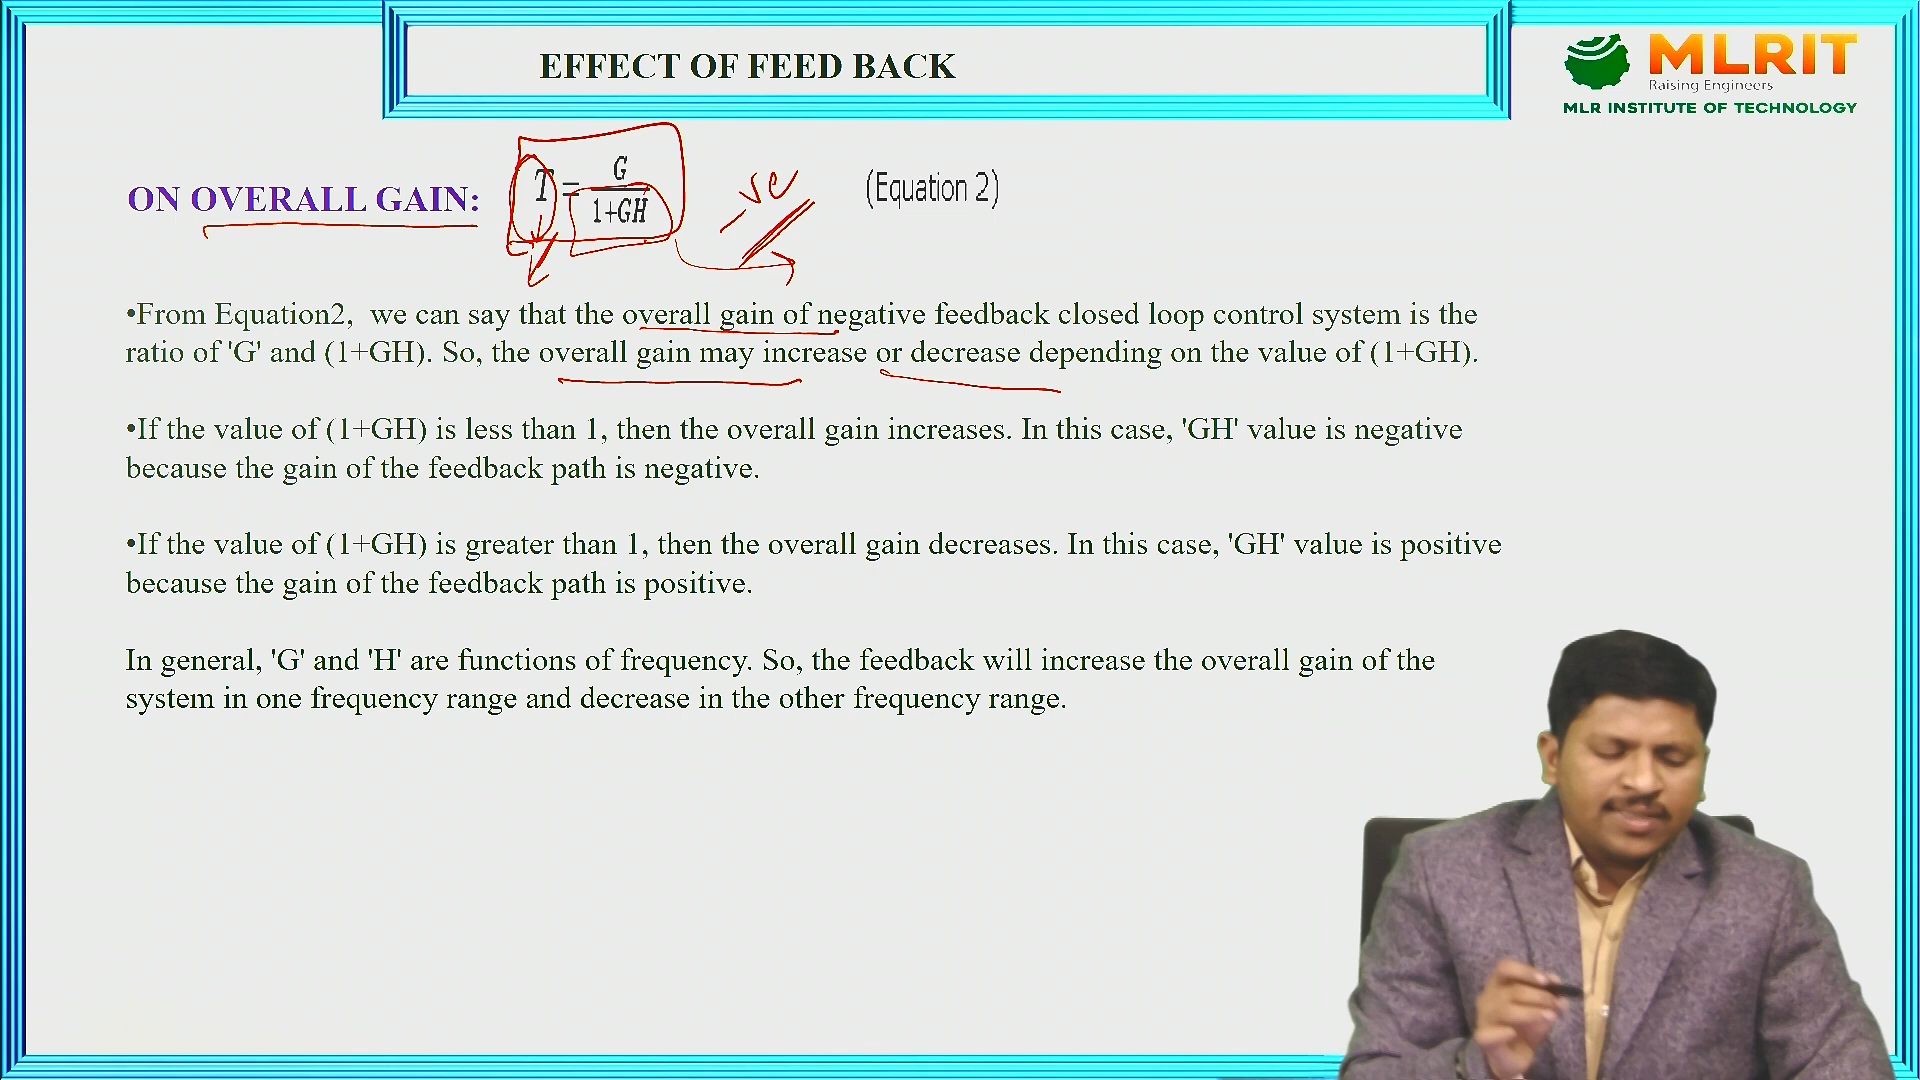 EFFECT OF FEED BACK
MLRIT
Raising Engineers
MLR INSTITUTE OF TECHNOLOGY
ON OVERALL GAIN:
T = G / 1+GH
-ve
(Equation 2)
•From Equation2,  we can say that the overall gain of negative feedback closed loop control system is the
ratio of 'G' and (1+GH). So, the overall gain may increase or decrease depending on the value of (1+GH).
•If the value of (1+GH) is less than 1, then the overall gain increases. In this case, 'GH' value is negative
because the gain of the feedback path is negative.
•If the value of (1+GH) is greater than 1, then the overall gain decreases. In this case, 'GH' value is positive
because the gain of the feedback path is positive.
In general, 'G' and 'H' are functions of frequency. So, the feedback will increase the overall gain of the
system in one frequency range and decrease in the other frequency range.